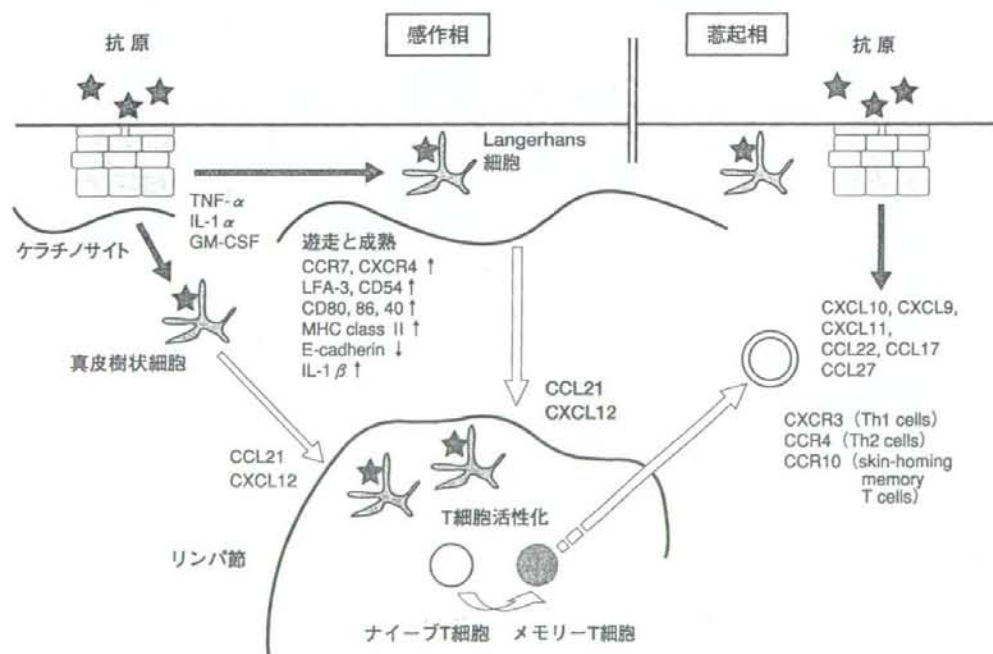 感作相
惹起相
抗原
抗原
Langerhans
細胞
TNF-α
IL-1α
GM-CSF
ケラチノサイト
遊走と成熟
CCR7, CXCR4 ↑
LFA-3, CD54 ↑
CD80, 86, 40 ↑
MHC class II ↑
E-cadherin ↓
IL-1β ↑
真皮樹状細胞
CXCL10, CXCL9,
CXCL11,
CCL22, CCL17
CCL27
CCL21
CXCL12
CXCR3（Th1 cells）
CCR4（Th2 cells）
CCR10（skin-homing
memory
T cells）
CCL21
CXCL12
T細胞活性化
リンパ節
ナイーブT細胞
メモリーT細胞